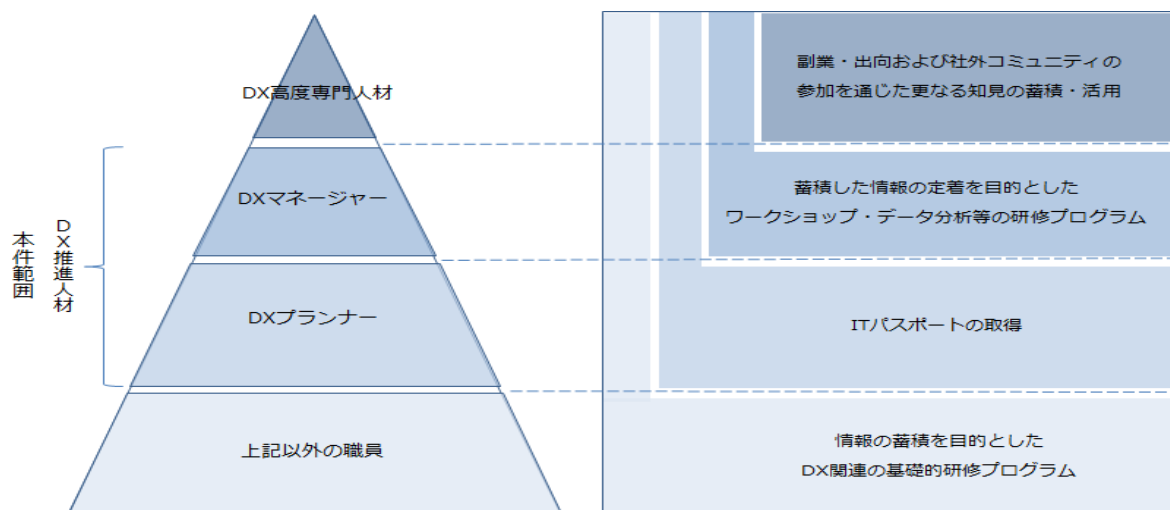 DX高度専門人材
DXマネージャー
DXプランナー
上記以外の職員
DX推進人材
本件範囲
副業・出向および社外コミュニティの
参加を通じた更なる知見の蓄積・活用
蓄積した情報の定着を目的とした
ワークショップ・データ分析等の研修プログラム
ITパスポートの取得
情報の蓄積を目的とした
DX関連の基礎的研修プログラム